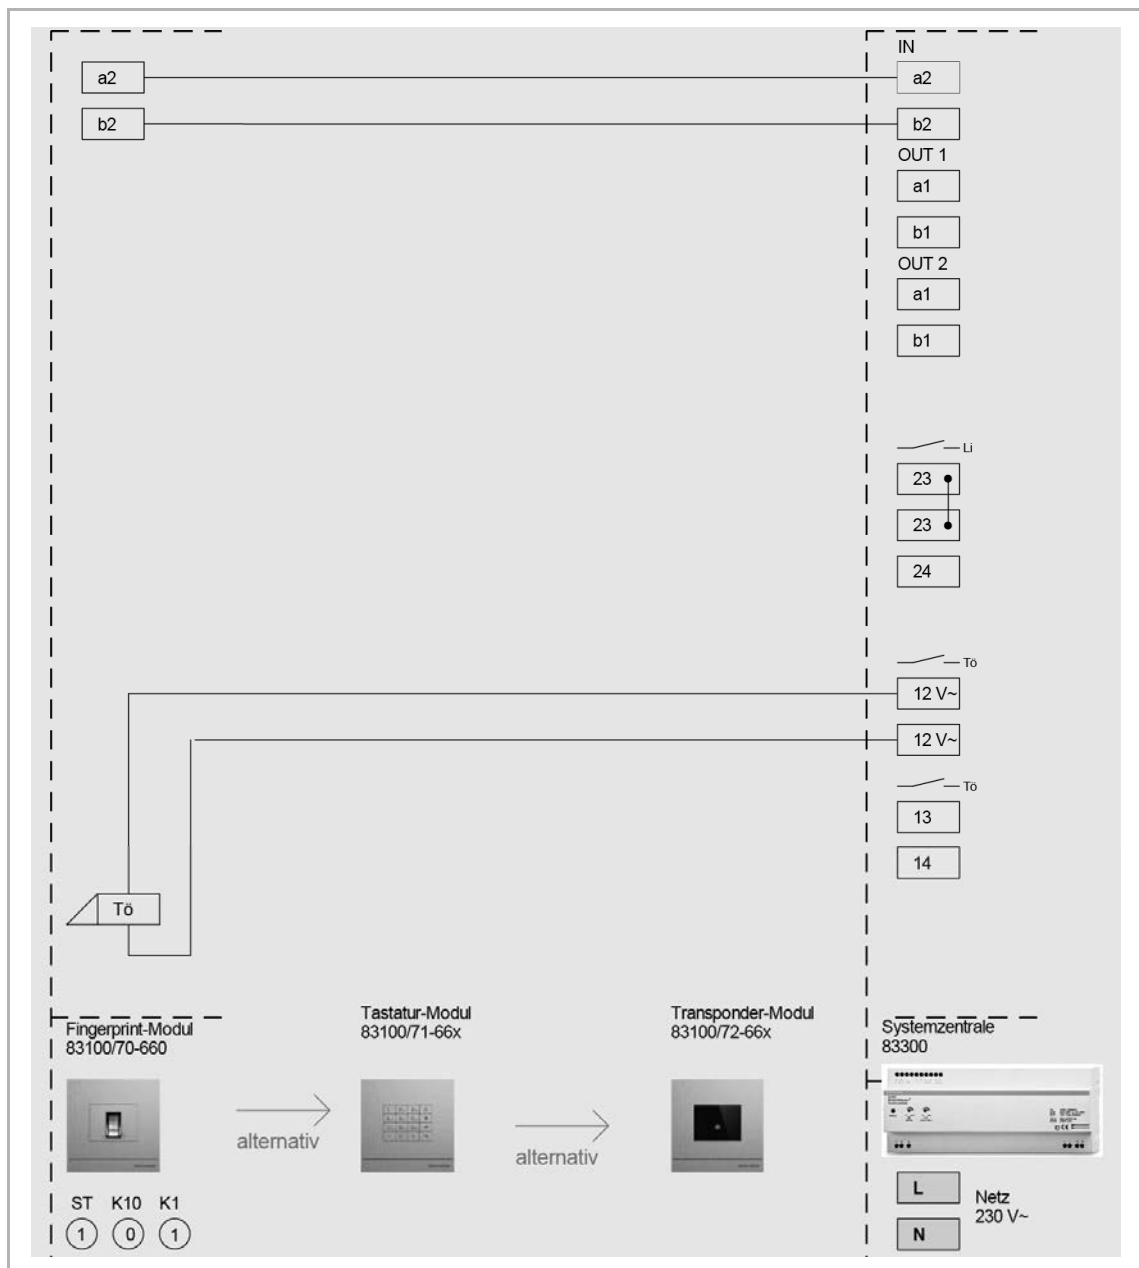 IN
a2
a2
b2
b2
OUT 1
a1
b1
OUT 2
a1
b1
Li
23
23
24
Tö
12 V~
12 V~
Tö
13
14
Tö
Fingerprint-Modul
83100/70-660
Tastatur-Modul
83100/71-66x
Transponder-Modul
83100/72-66x
Systemzentrale
83300
alternativ
alternativ
ST K10 K1
1 0 1
L
N
Netz
230 V~